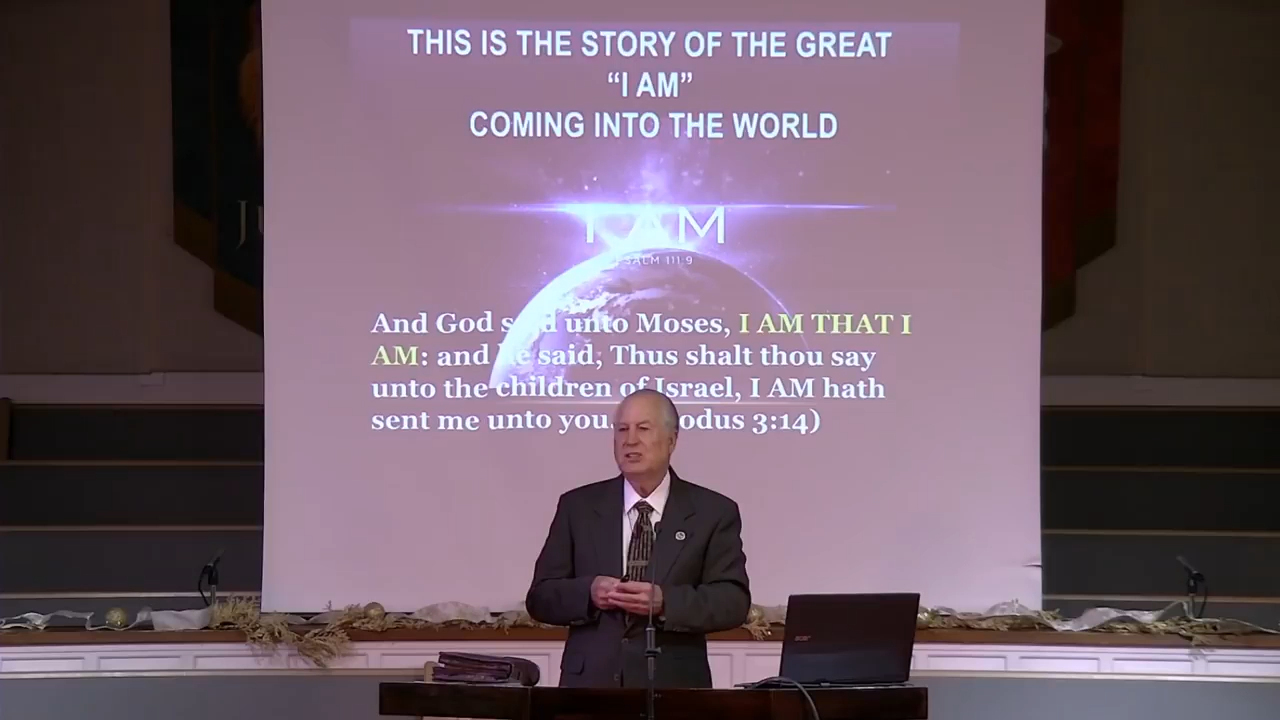 THIS IS THE STORY OF THE GREAT
“I AM”
COMING INTO THE WORLD
I AM
And God unto Moses, I AM THAT I
AM: and said, Thus shalt thou say
unto the children of Israel, I AM hath
sent me unto you. 3:14)
acer